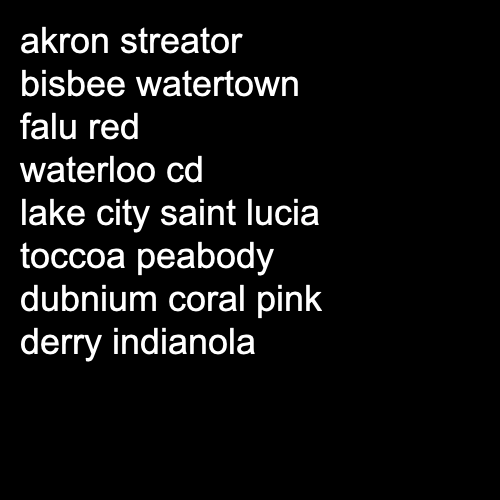 akron streator
bisbee watertown
falu red
waterloo cd
lake city saint lucia
toccoa peabody
dubnium coral pink
derry indianola